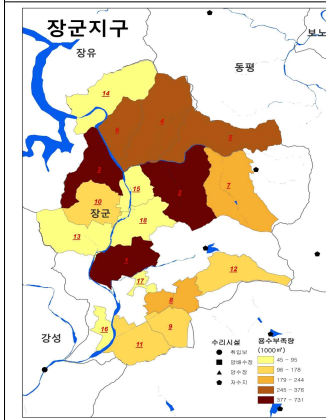 장군지구
보노
장유
동평
14
6
4
5
3
15
2
7
10
장군
18
13
1
12
17
8
16
9
강성
11
수리시설
취입보
양배수장
양수장
저수지
용수부족량
(1000㎥)
45 - 95
96 - 178
179 - 244
245 - 376
377 - 731